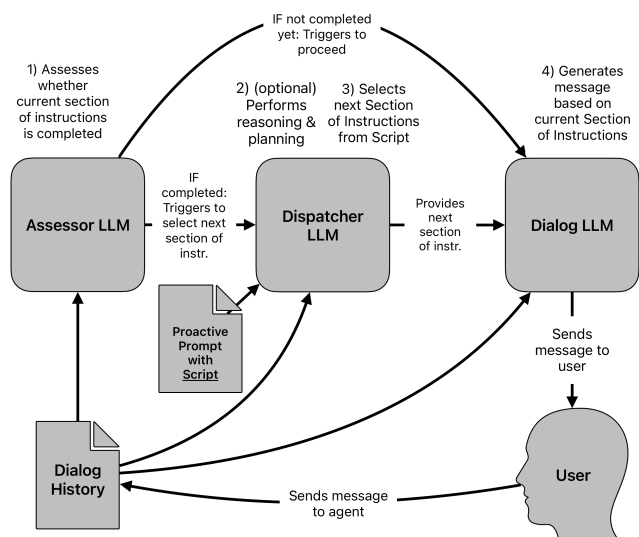 IF not completed
yet: Triggers to
proceed
1) Assesses
whether
current section
of instructions
is completed
2) (optional)
Performs
reasoning &
planning
3) Selects
next Section
of Instructions
from Script
4) Generates
message
based on
current Section
of Instructions
Assessor LLM
IF
completed:
Triggers to
select next
section of
instr.
Dispatcher
LLM
Provides
next
section
of instr.
Dialog LLM
Proactive
Prompt
with
Script
Sends
message to
user
Dialog
History
Sends message
to agent
User